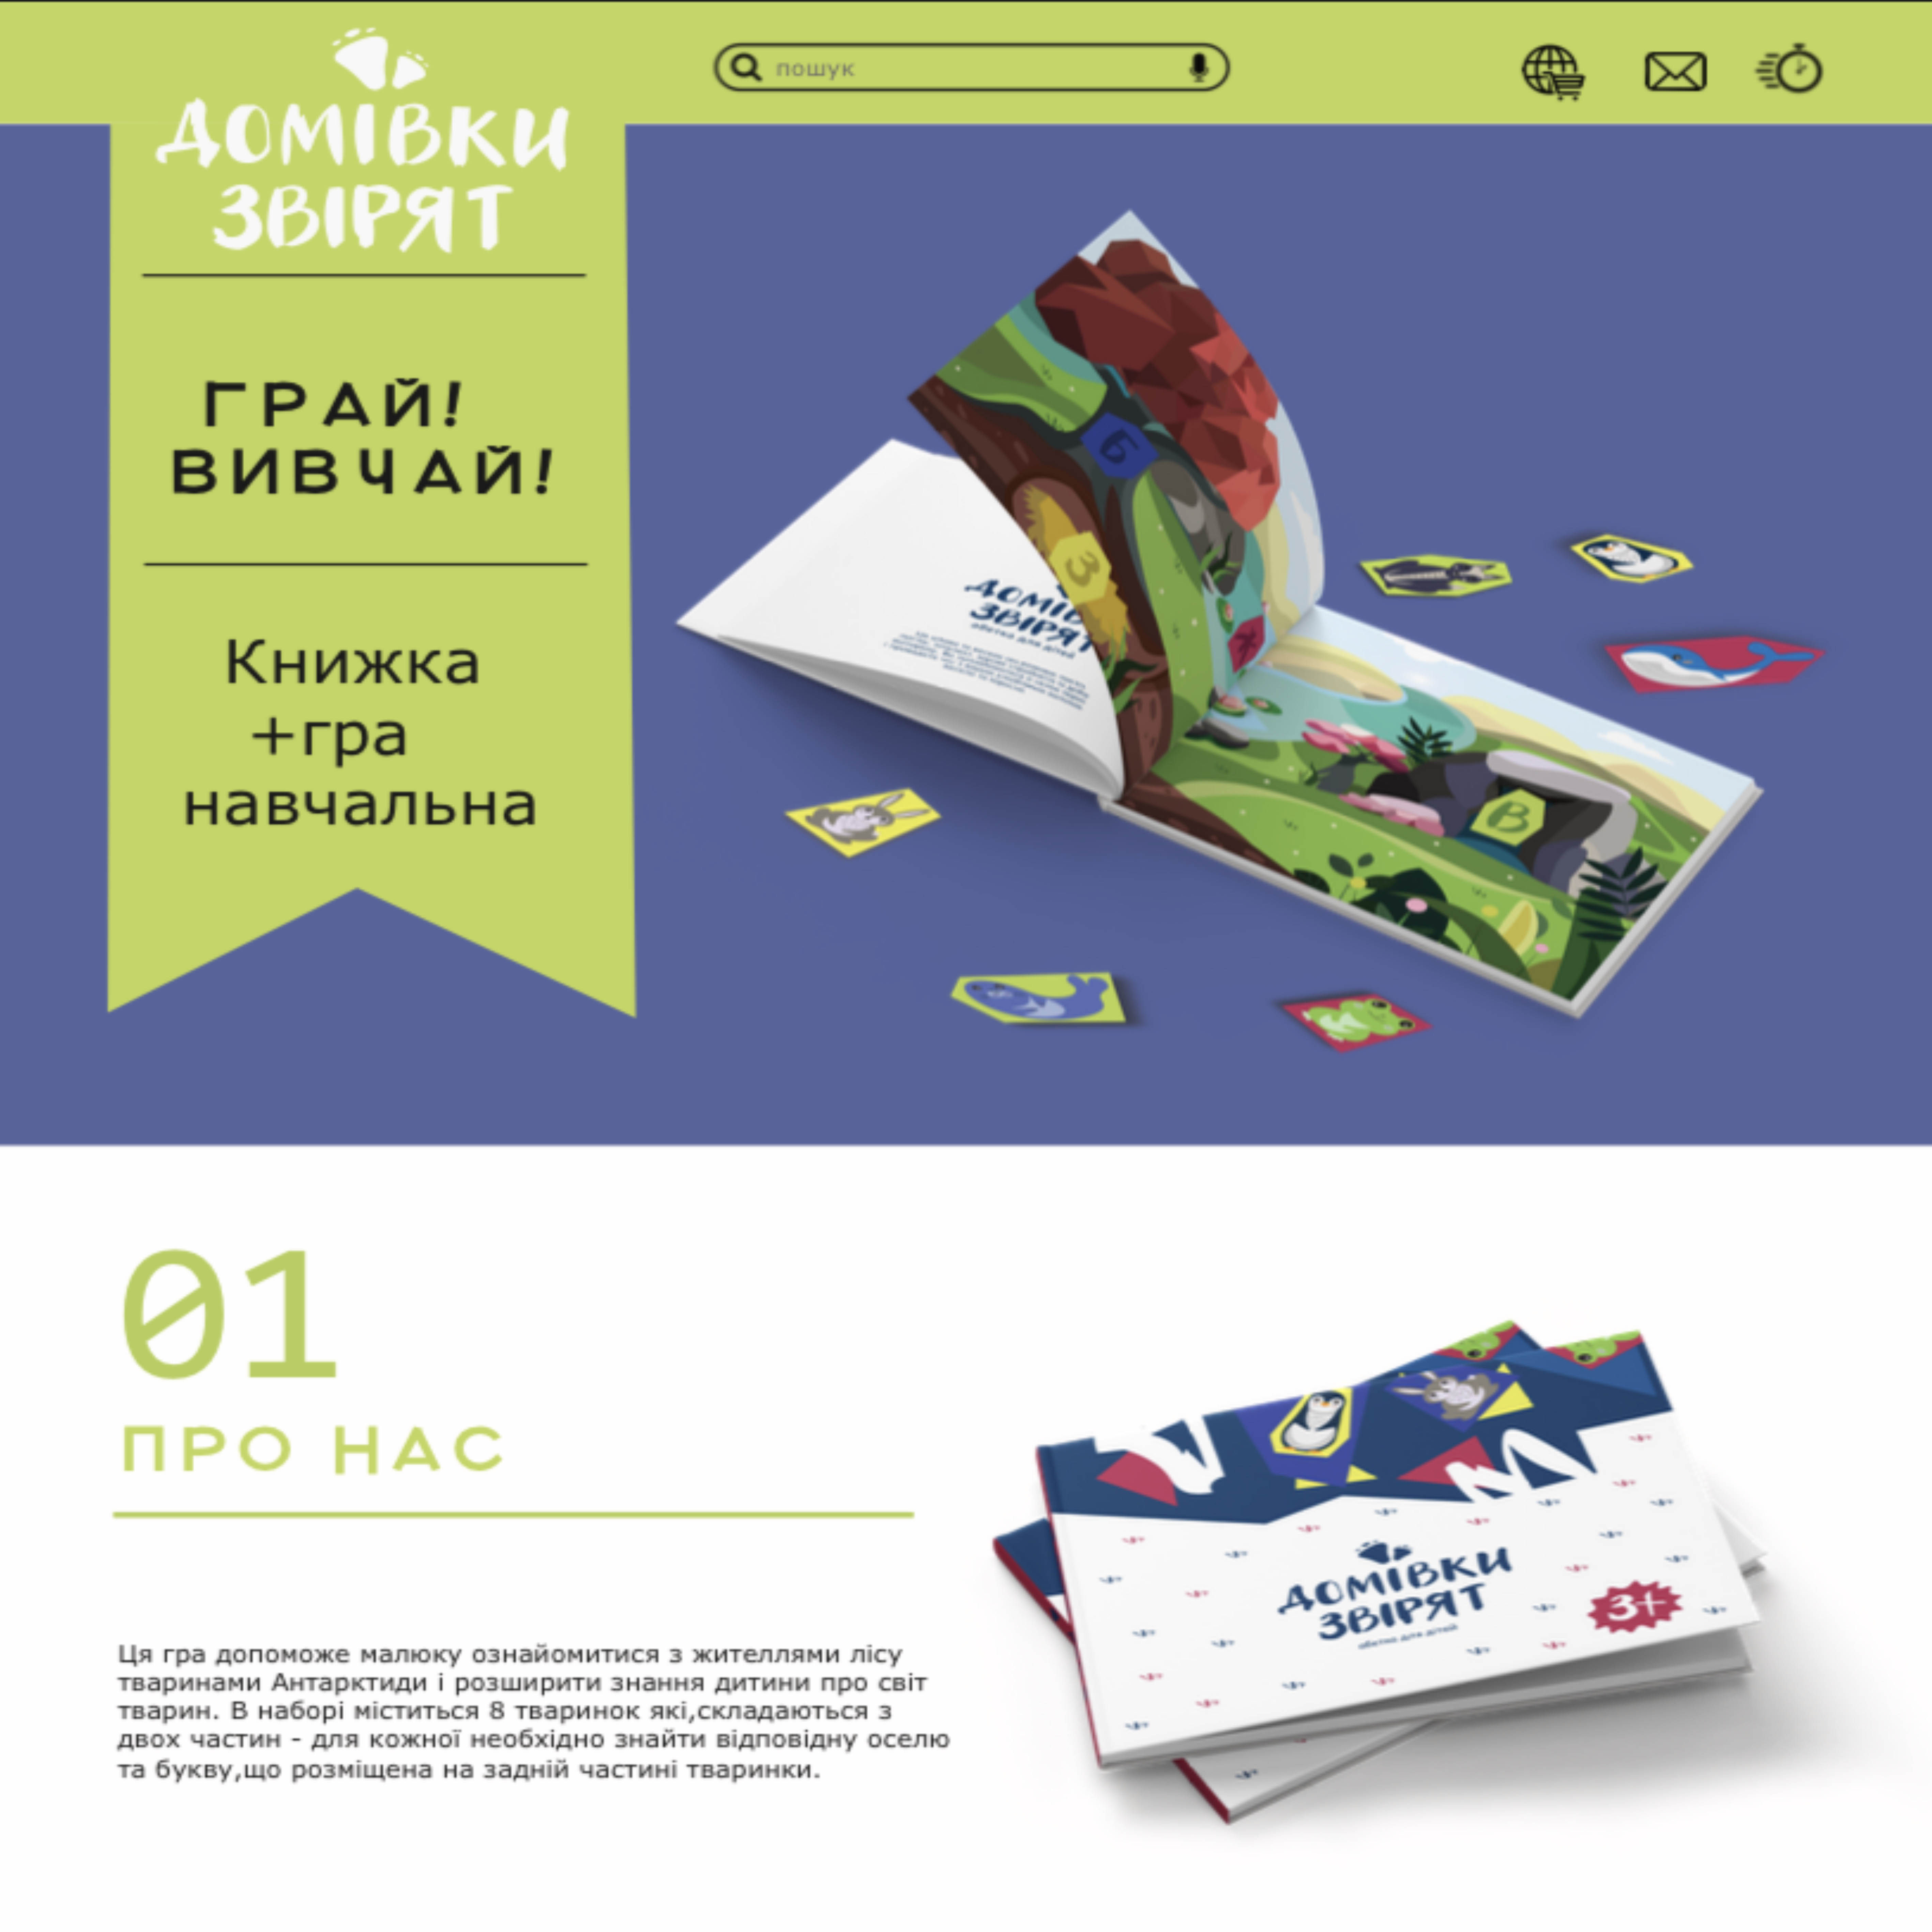 ДОМІВКИ
ЗВІРЯТ
пошук
ГРАЙ!
ВИВЧАЙ!
Книжка
+гра
навчальна
Б
З
Ж
В
ДОМІВ
ЗВІРЯТ
01
ПРО НАС
Ця гра допоможе малюку ознайомитися з жителлями лісу
тваринами Антарктиди і розширити знання дитини про світ
тварин. В наборі міститься 8 тваринок які,складаються з
двох частин - для кожної необхідно знайти відповідну оселю
та букву,що розміщена на задній частині тваринки.
ДОМІВКИ
ЗВІРЯТ
3+